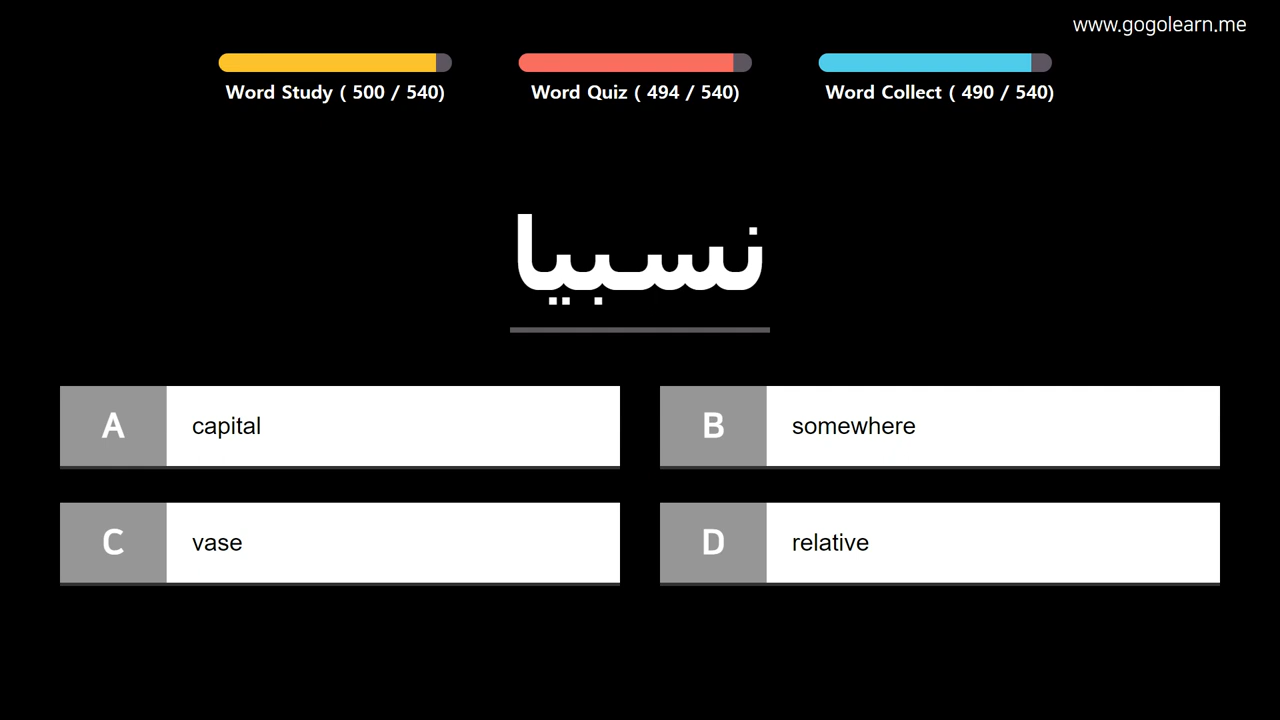 www.gogolearn.me
Word Study ( 500 / 540)
Word Quiz ( 494 / 540)
Word Collect ( 490 / 540)
نسبيا
A capital
B somewhere
C vase
D relative